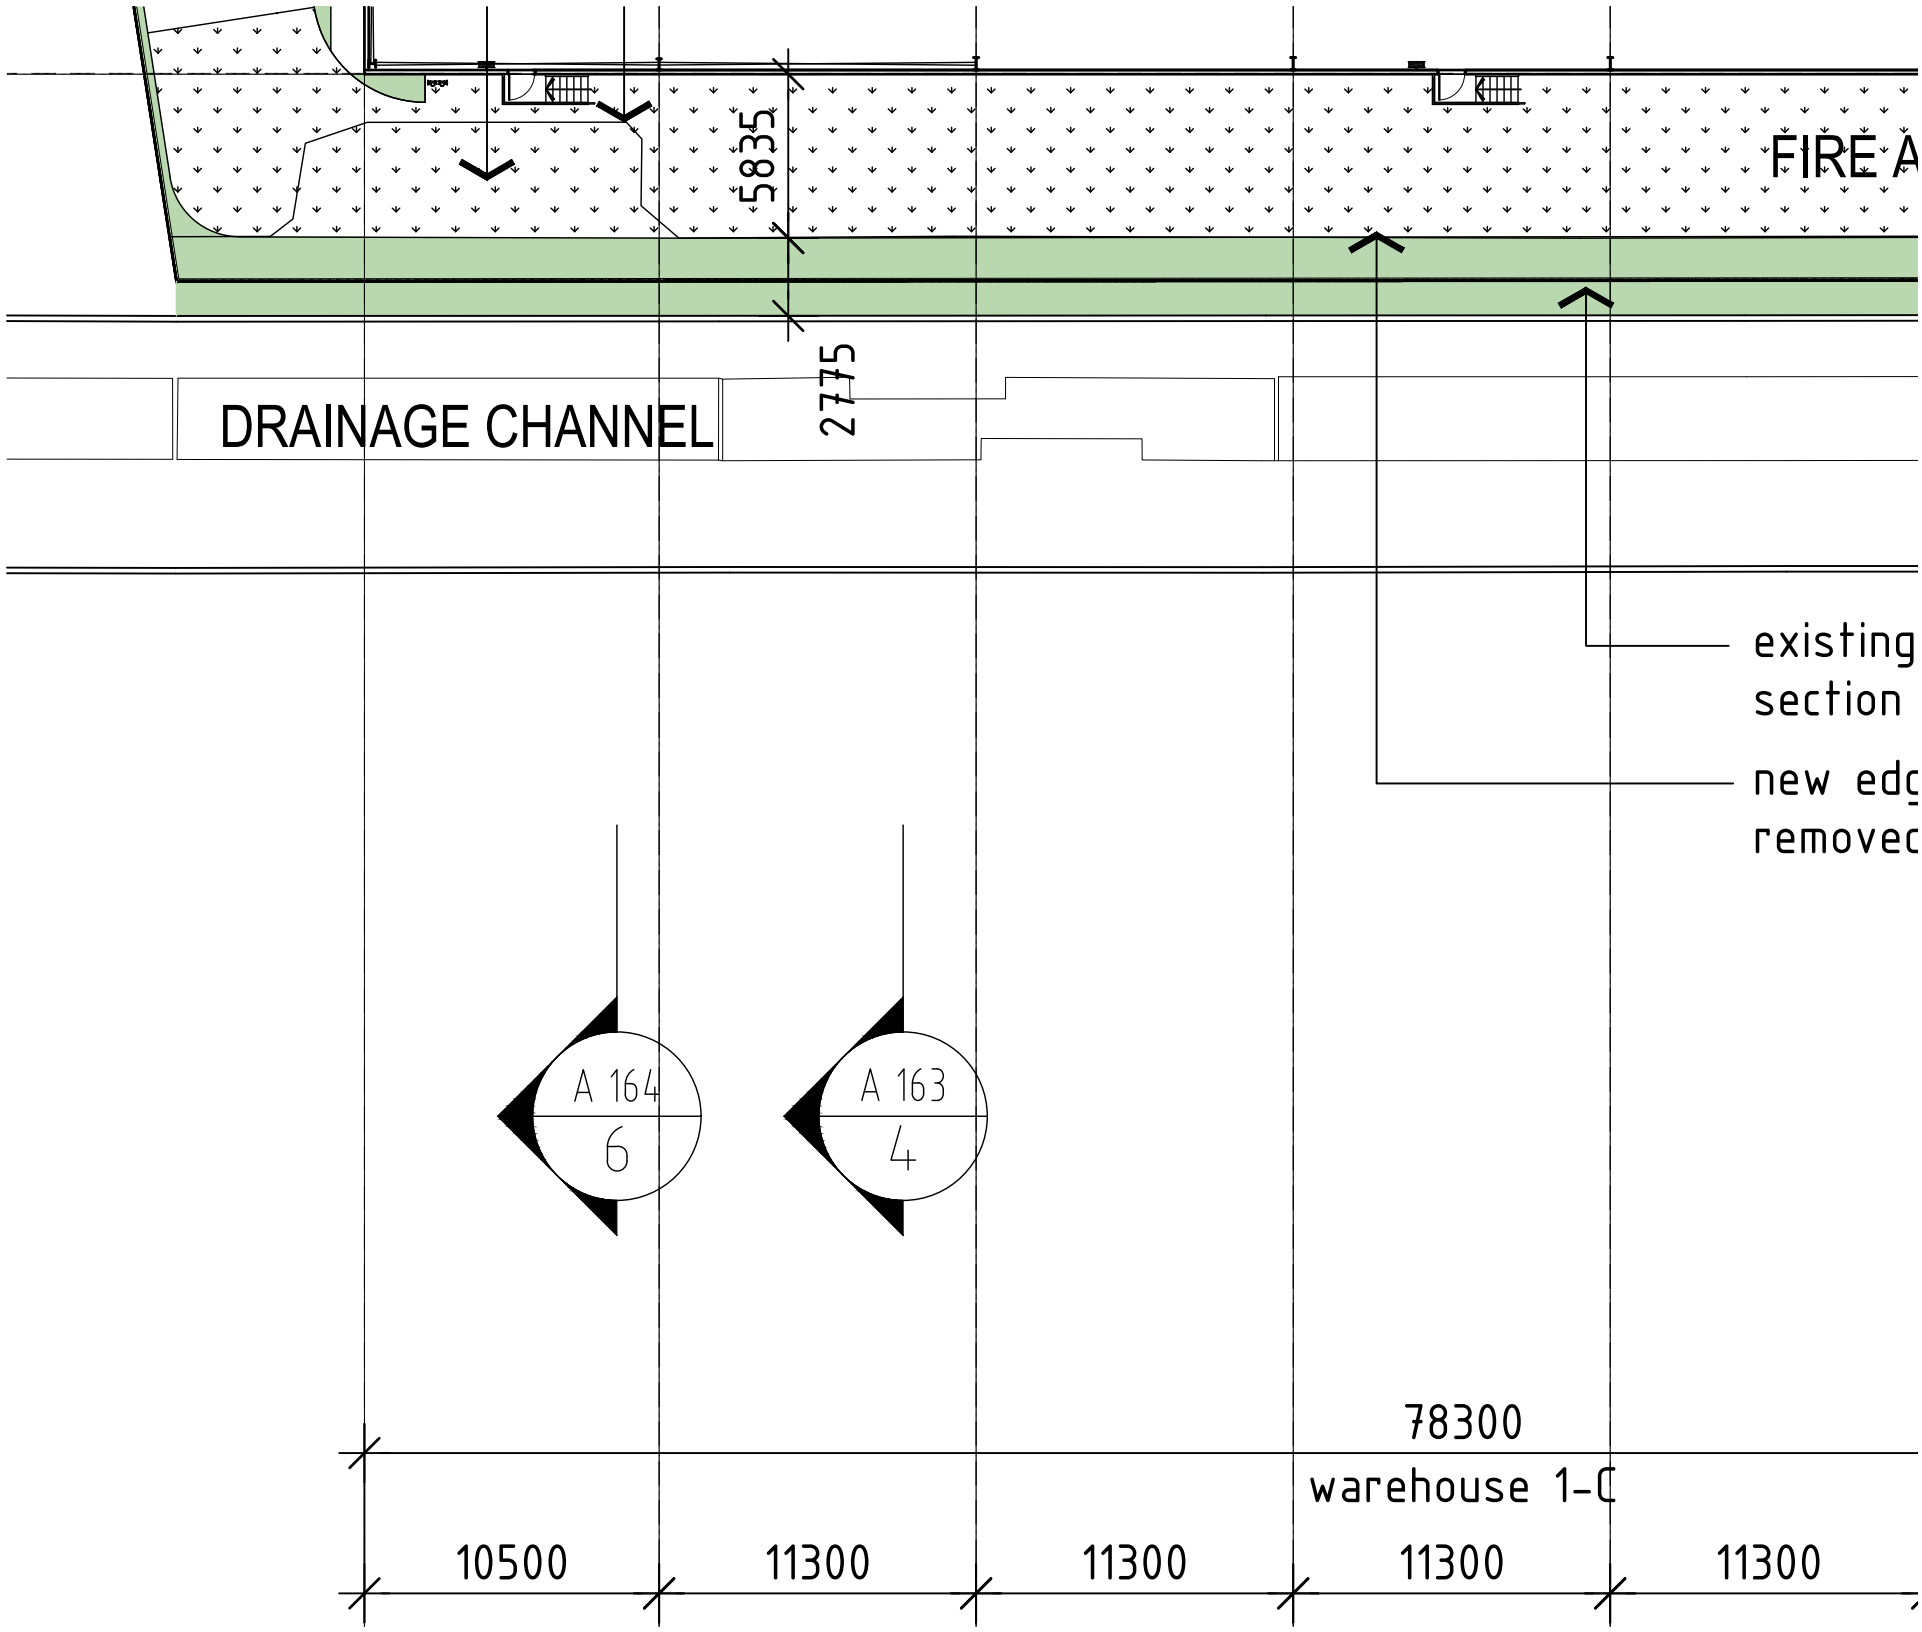 5835
FIRE A
2775
DRAINAGE CHANNEL
existing
section
new edg
removed
A 164
6
A 163
4
78300
warehouse 1-C
10500
11300
11300
11300
11300